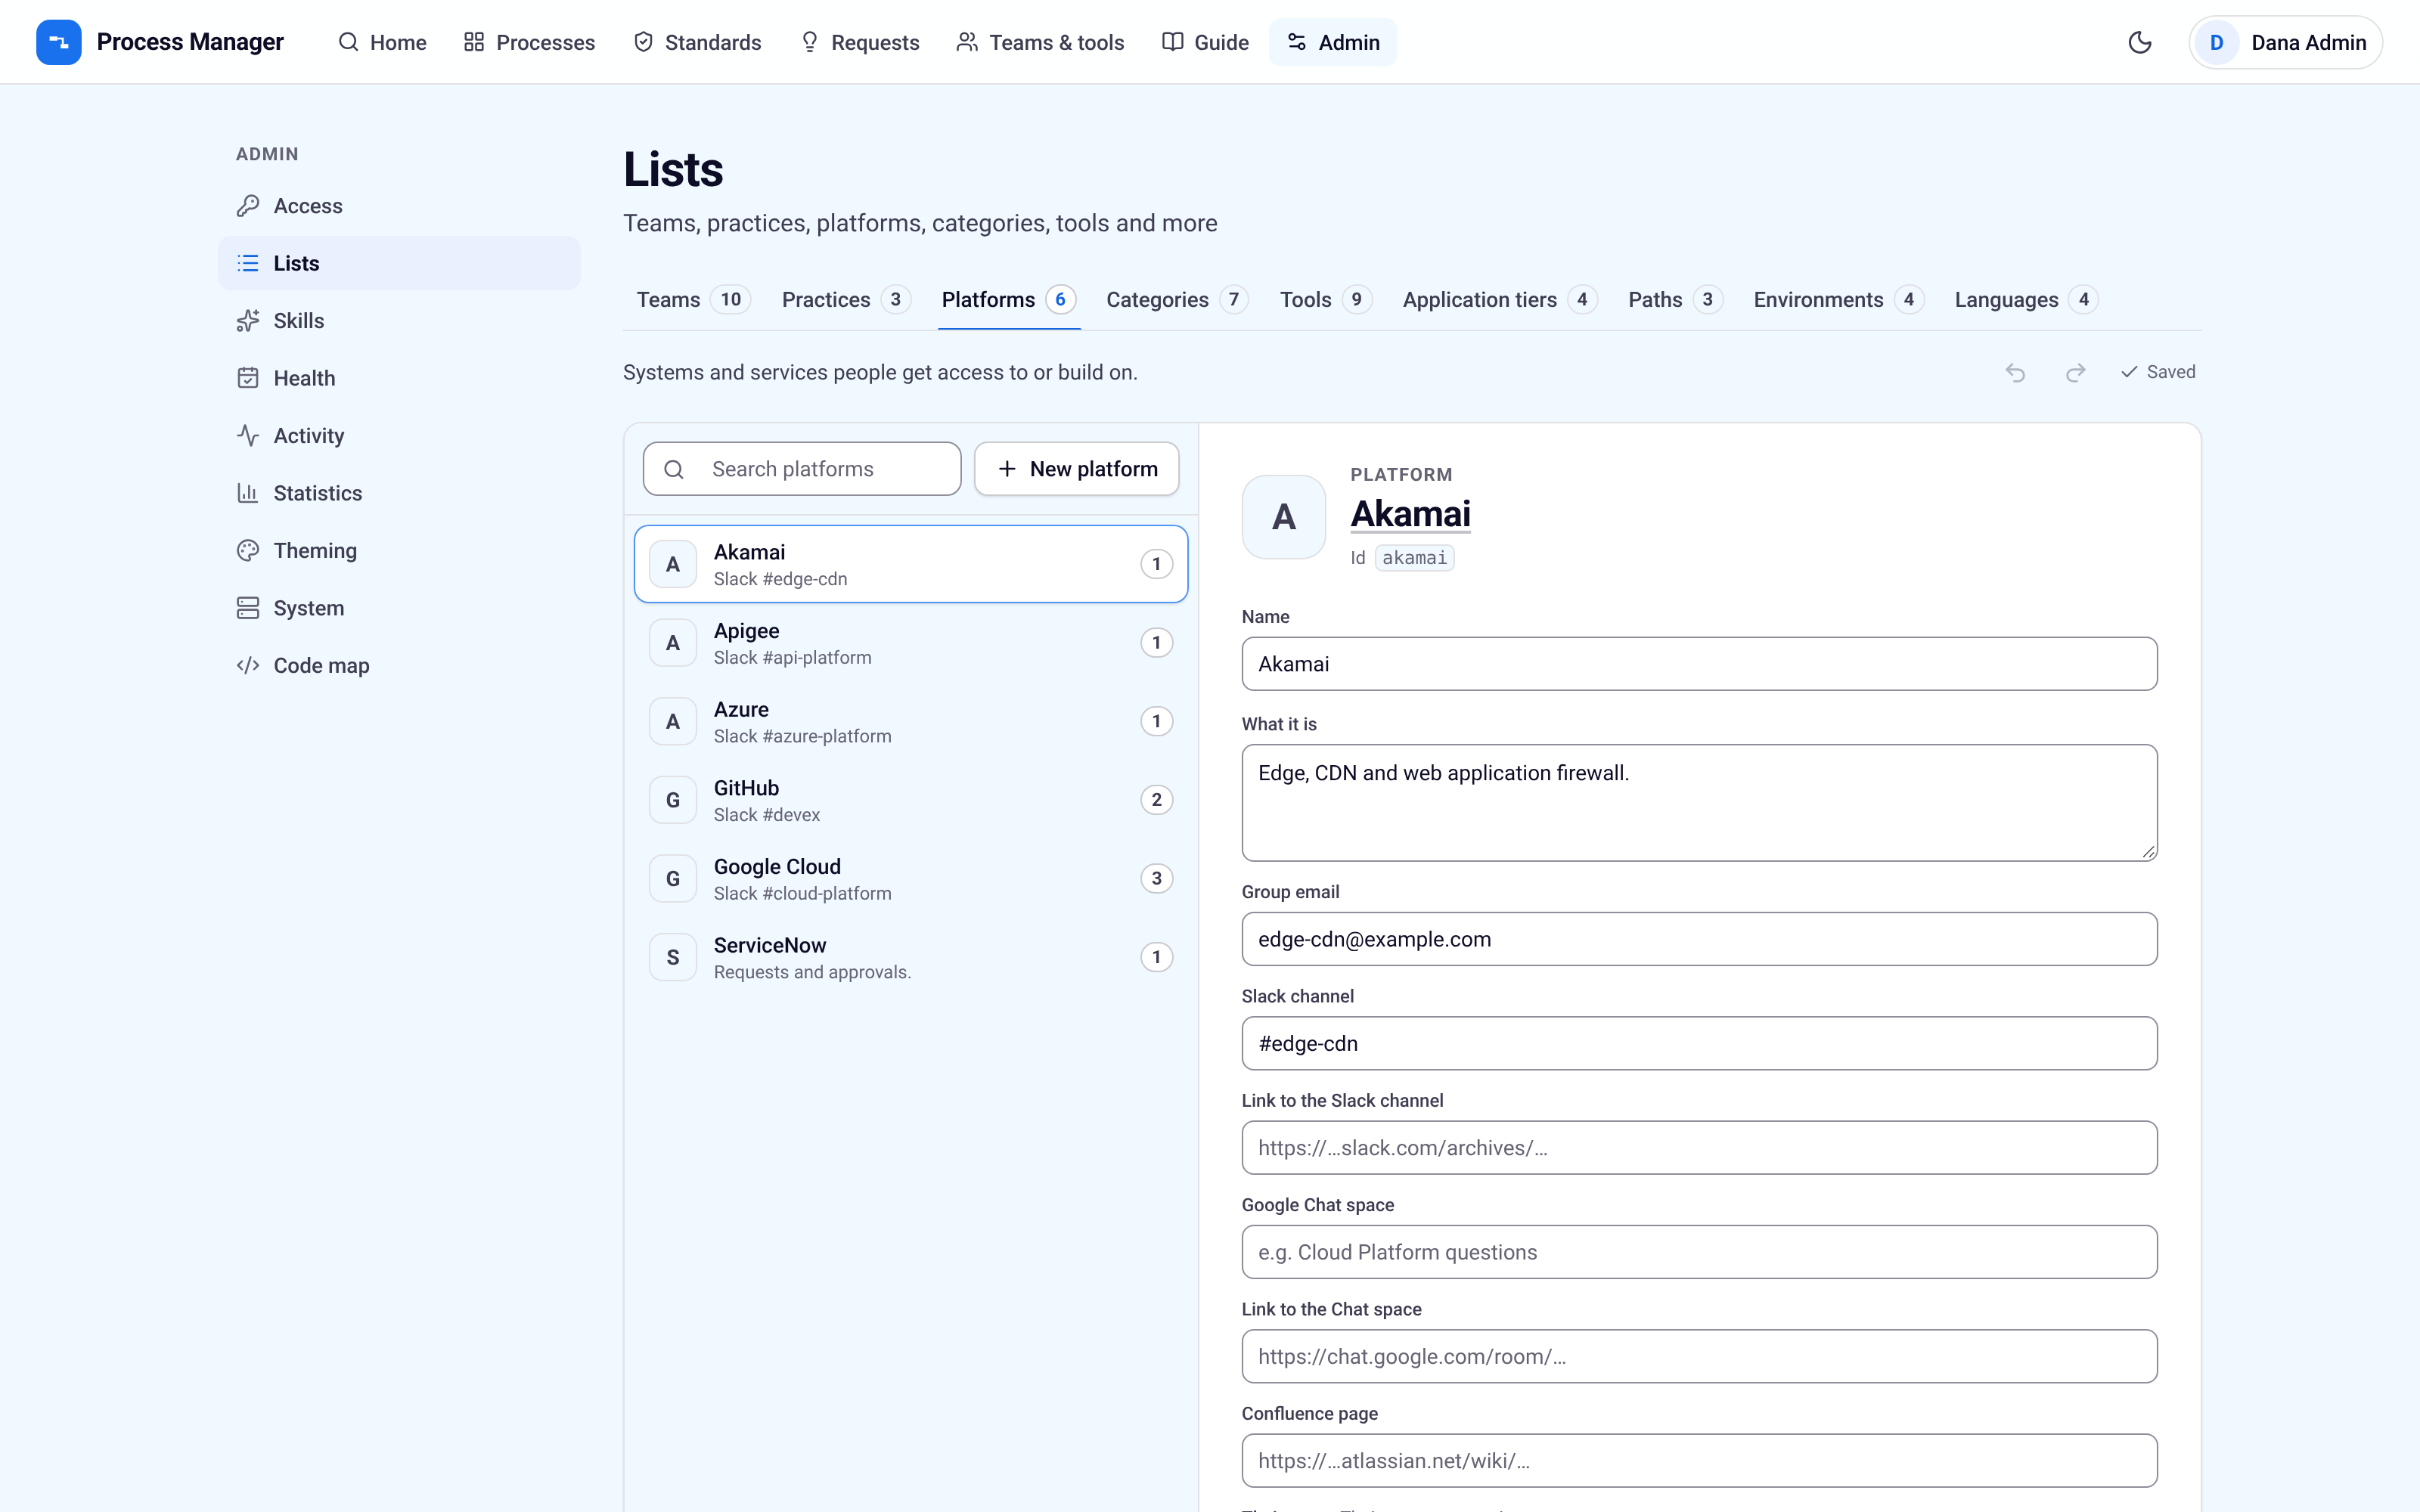 Process Manager
Home
Processes
Standards
Requests
Teams & tools
Guide
Admin
D
Dana Admin
ADMIN
Access
Lists
Skills
Health
Activity
Statistics
Theming
System
Code map
Lists
Teams, practices, platforms, categories, tools and more
Teams 10
Practices 3
Platforms 6
Categories 7
Tools 9
Application tiers 4
Paths 3
Environments 4
Languages 4
Systems and services people get access to or build on.
Saved
Search platforms
New platform
A
Akamai
Slack #edge-cdn
1
A
Apigee
Slack #api-platform
1
A
Azure
Slack #azure-platform
1
G
GitHub
Slack #devex
2
G
Google Cloud
Slack #cloud-platform
3
S
ServiceNow
Requests and approvals.
1
A
PLATFORM
Akamai
Id akamai
Name
Akamai
What it is
Edge, CDN and web application firewall.
Group email
edge-cdn@example.com
Slack channel
#edge-cdn
Link to the Slack channel
https://…slack.com/archives/…
Google Chat space
e.g. Cloud Platform questions
Link to the Chat space
https://chat.google.com/room/…
Confluence page
https://…atlassian.net/wiki/…